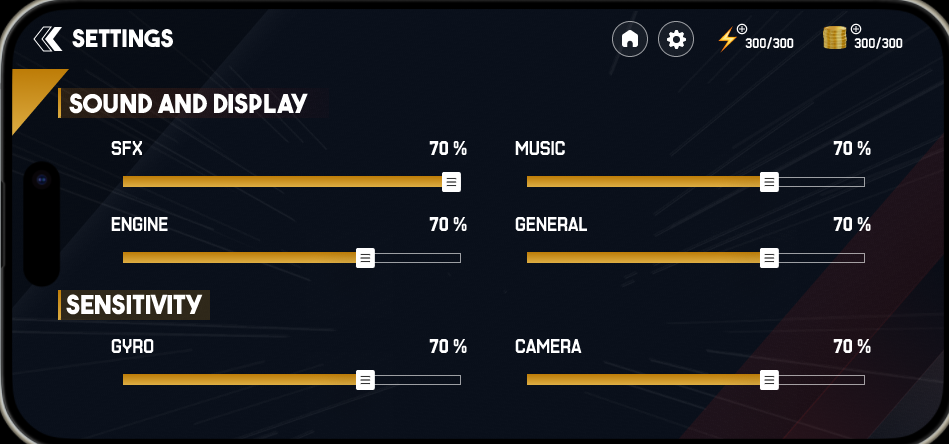 SETTINGS
300/300
300/300
SOUND AND DISPLAY
SFX 70 %
MUSIC 70 %
ENGINE 70 %
GENERAL 70 %
SENSITIVITY
GYRO 70 %
CAMERA 70 %